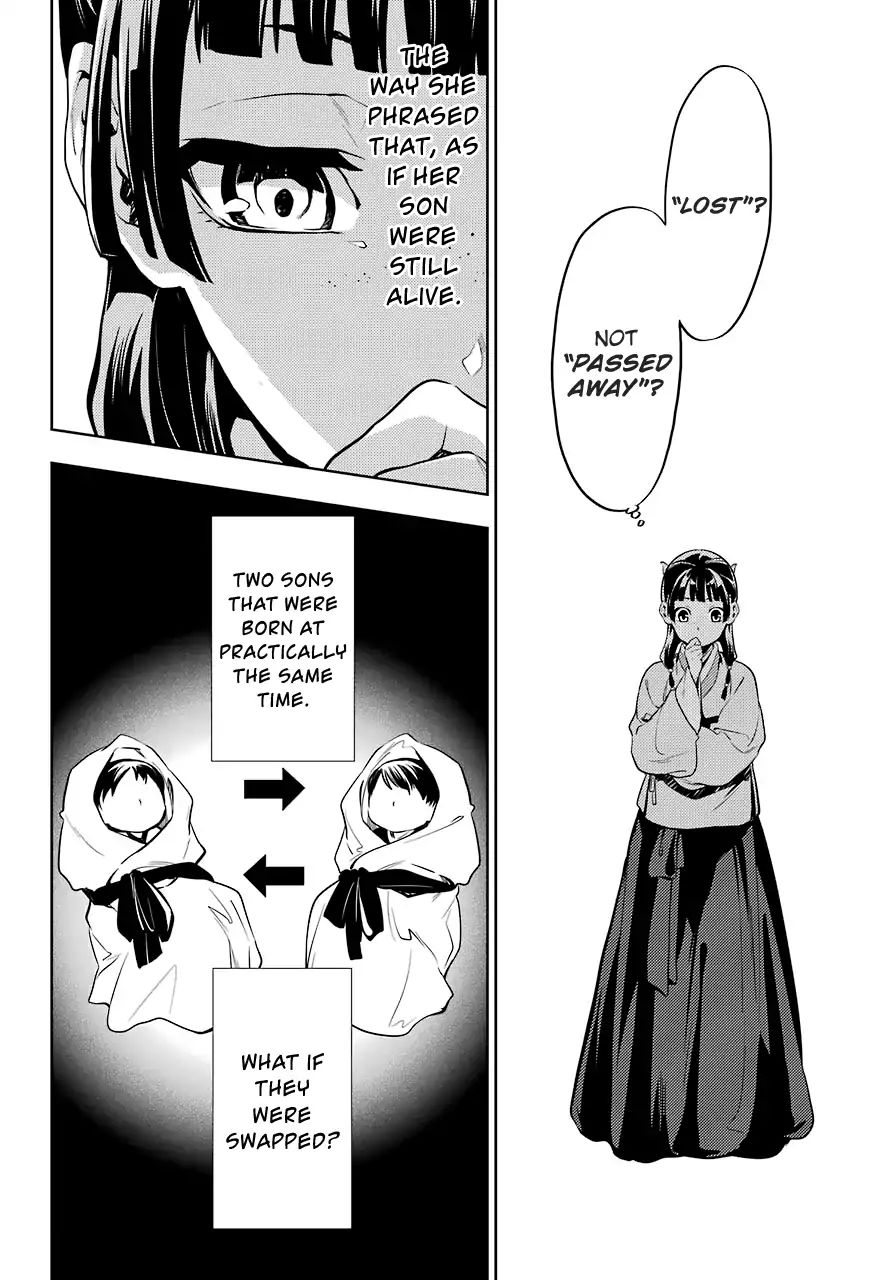 "LOST"?
NOT
"PASSED
AWAY"?
THE
WAY SHE
PHRASED
THAT, AS
IF HER
SON
WERE
STILL
ALIVE.
TWO SONS
THAT WERE
BORN AT
PRACTICALLY
THE SAME
TIME.
WHAT IF
THEY
WERE
SWAPPED?